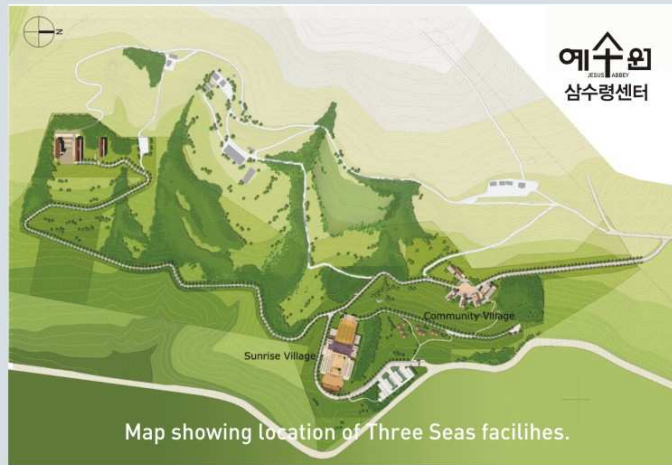 N
예수원
JESUS ABBEY
삼수령센터
Community Village
Sunrise Village
Map showing location of Three Seas facilihes.